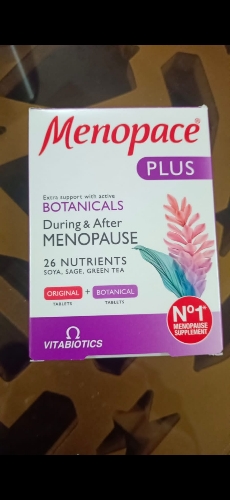 Menopace®
PLUS
Extra support with active
BOTANICALS
During & After
MENOPAUSE
26 NUTRIENTS
SOYA, SAGE, GREEN TEA
ORIGINAL + BOTANICAL
TABLETS TABLETS
Nº1*
MENOPAUSE
SUPPLEMENT
VITABIOTICS